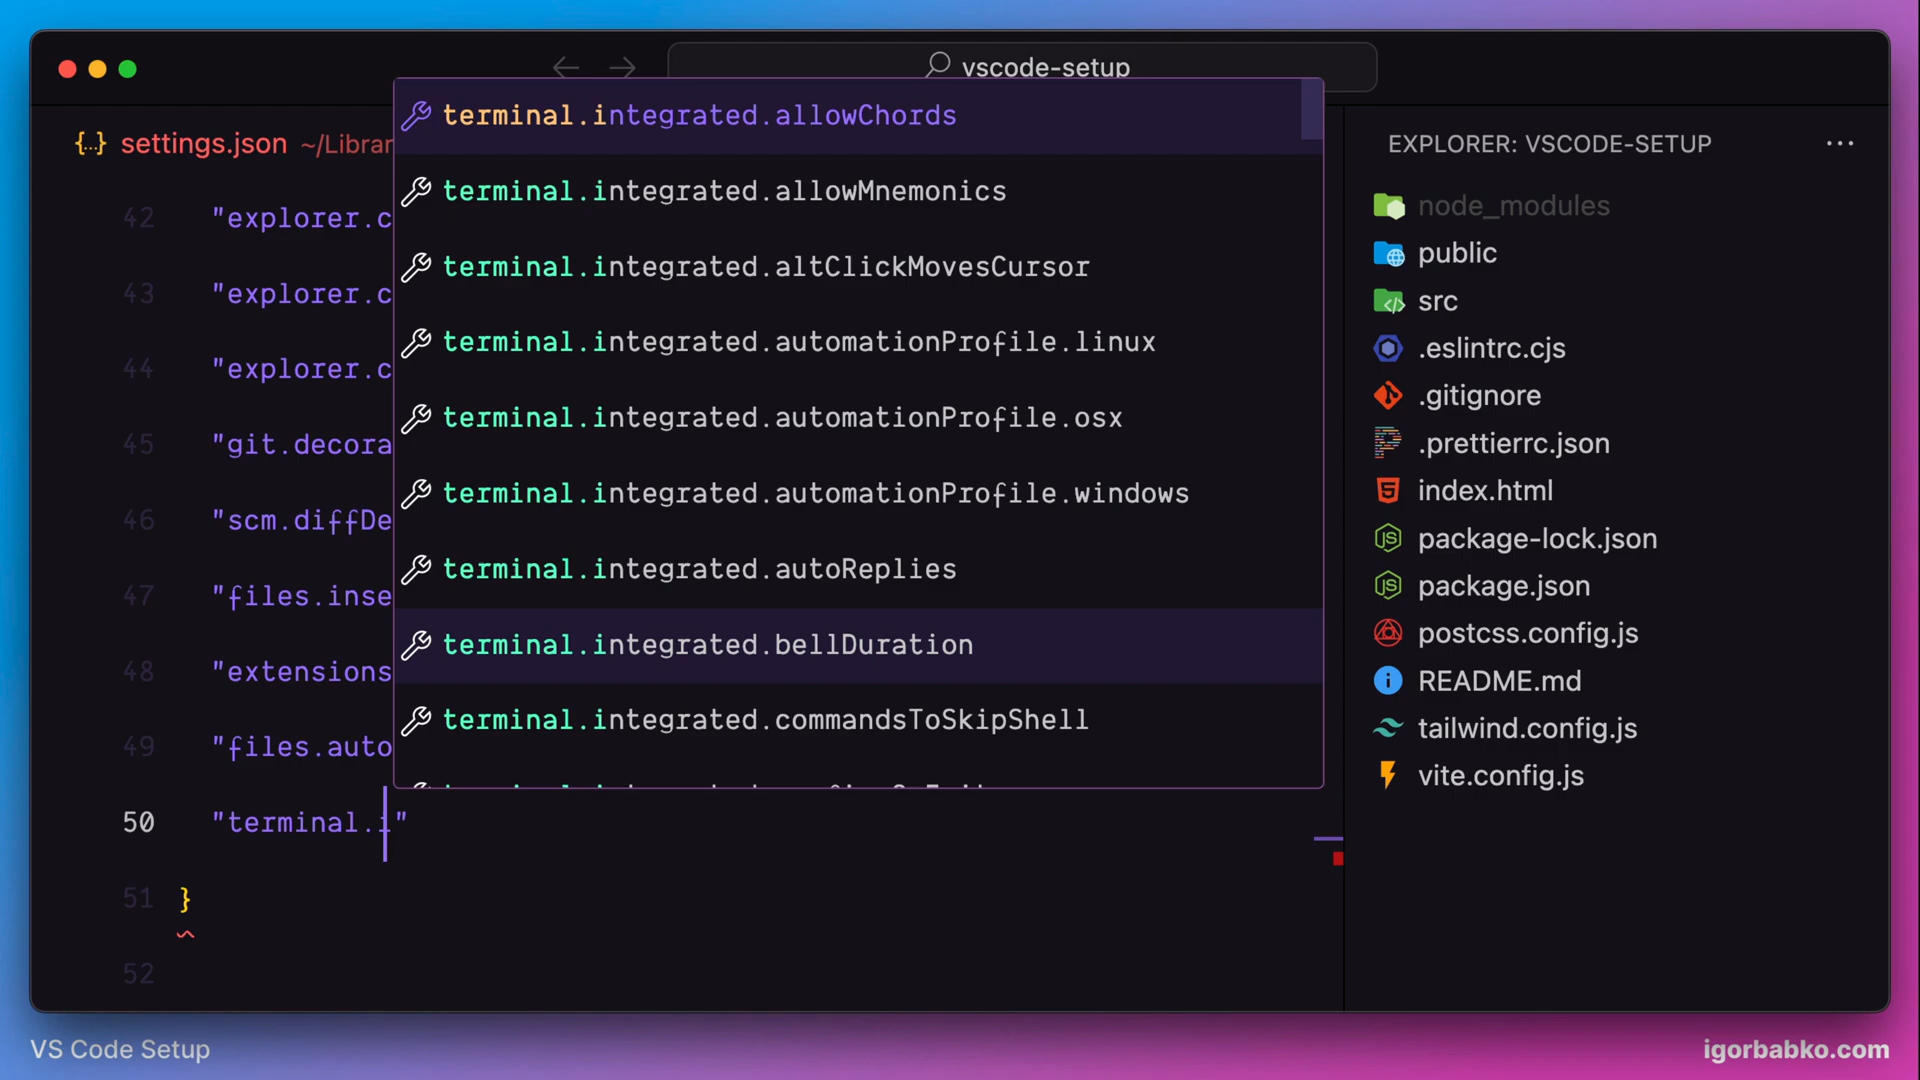 vscode-setup
{..} settings.json ~/Librar
42 "explorer.c
43 "explorer.c
44 "explorer.c
45 "git.decora
46 "scm.diffDe
47 "files.inse
48 "extensions
49 "files.auto
50 "terminal.i"
51 }
52
terminal.integrated.allowChords
terminal.integrated.allowMnemonics
terminal.integrated.altClickMovesCursor
terminal.integrated.automationProfile.linux
terminal.integrated.automationProfile.osx
terminal.integrated.automationProfile.windows
terminal.integrated.autoReplies
terminal.integrated.bellDuration
terminal.integrated.commandsToSkipShell
EXPLORER: VSCODE-SETUP ...
node_modules
public
src
.eslintrc.cjs
.gitignore
.prettierrc.json
index.html
package-lock.json
package.json
postcss.config.js
README.md
tailwind.config.js
vite.config.js
VS Code Setup
igorbabko.com